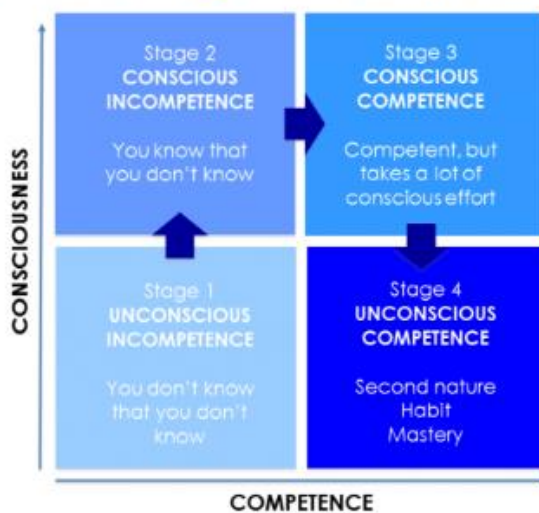 Stage 2
CONSCIOUS
INCOMPETENCE
You know that
you don't know
Stage 3
CONSCIOUS
COMPETENCE
Competent, but
takes a lot of
conscious effort
CONSCIOUSNESS
Stage 1
UNCONSCIOUS
INCOMPETENCE
You don't know
that you don't
know
Stage 4
UNCONSCIOUS
COMPETENCE
Second nature
Habit
Mastery
COMPETENCE